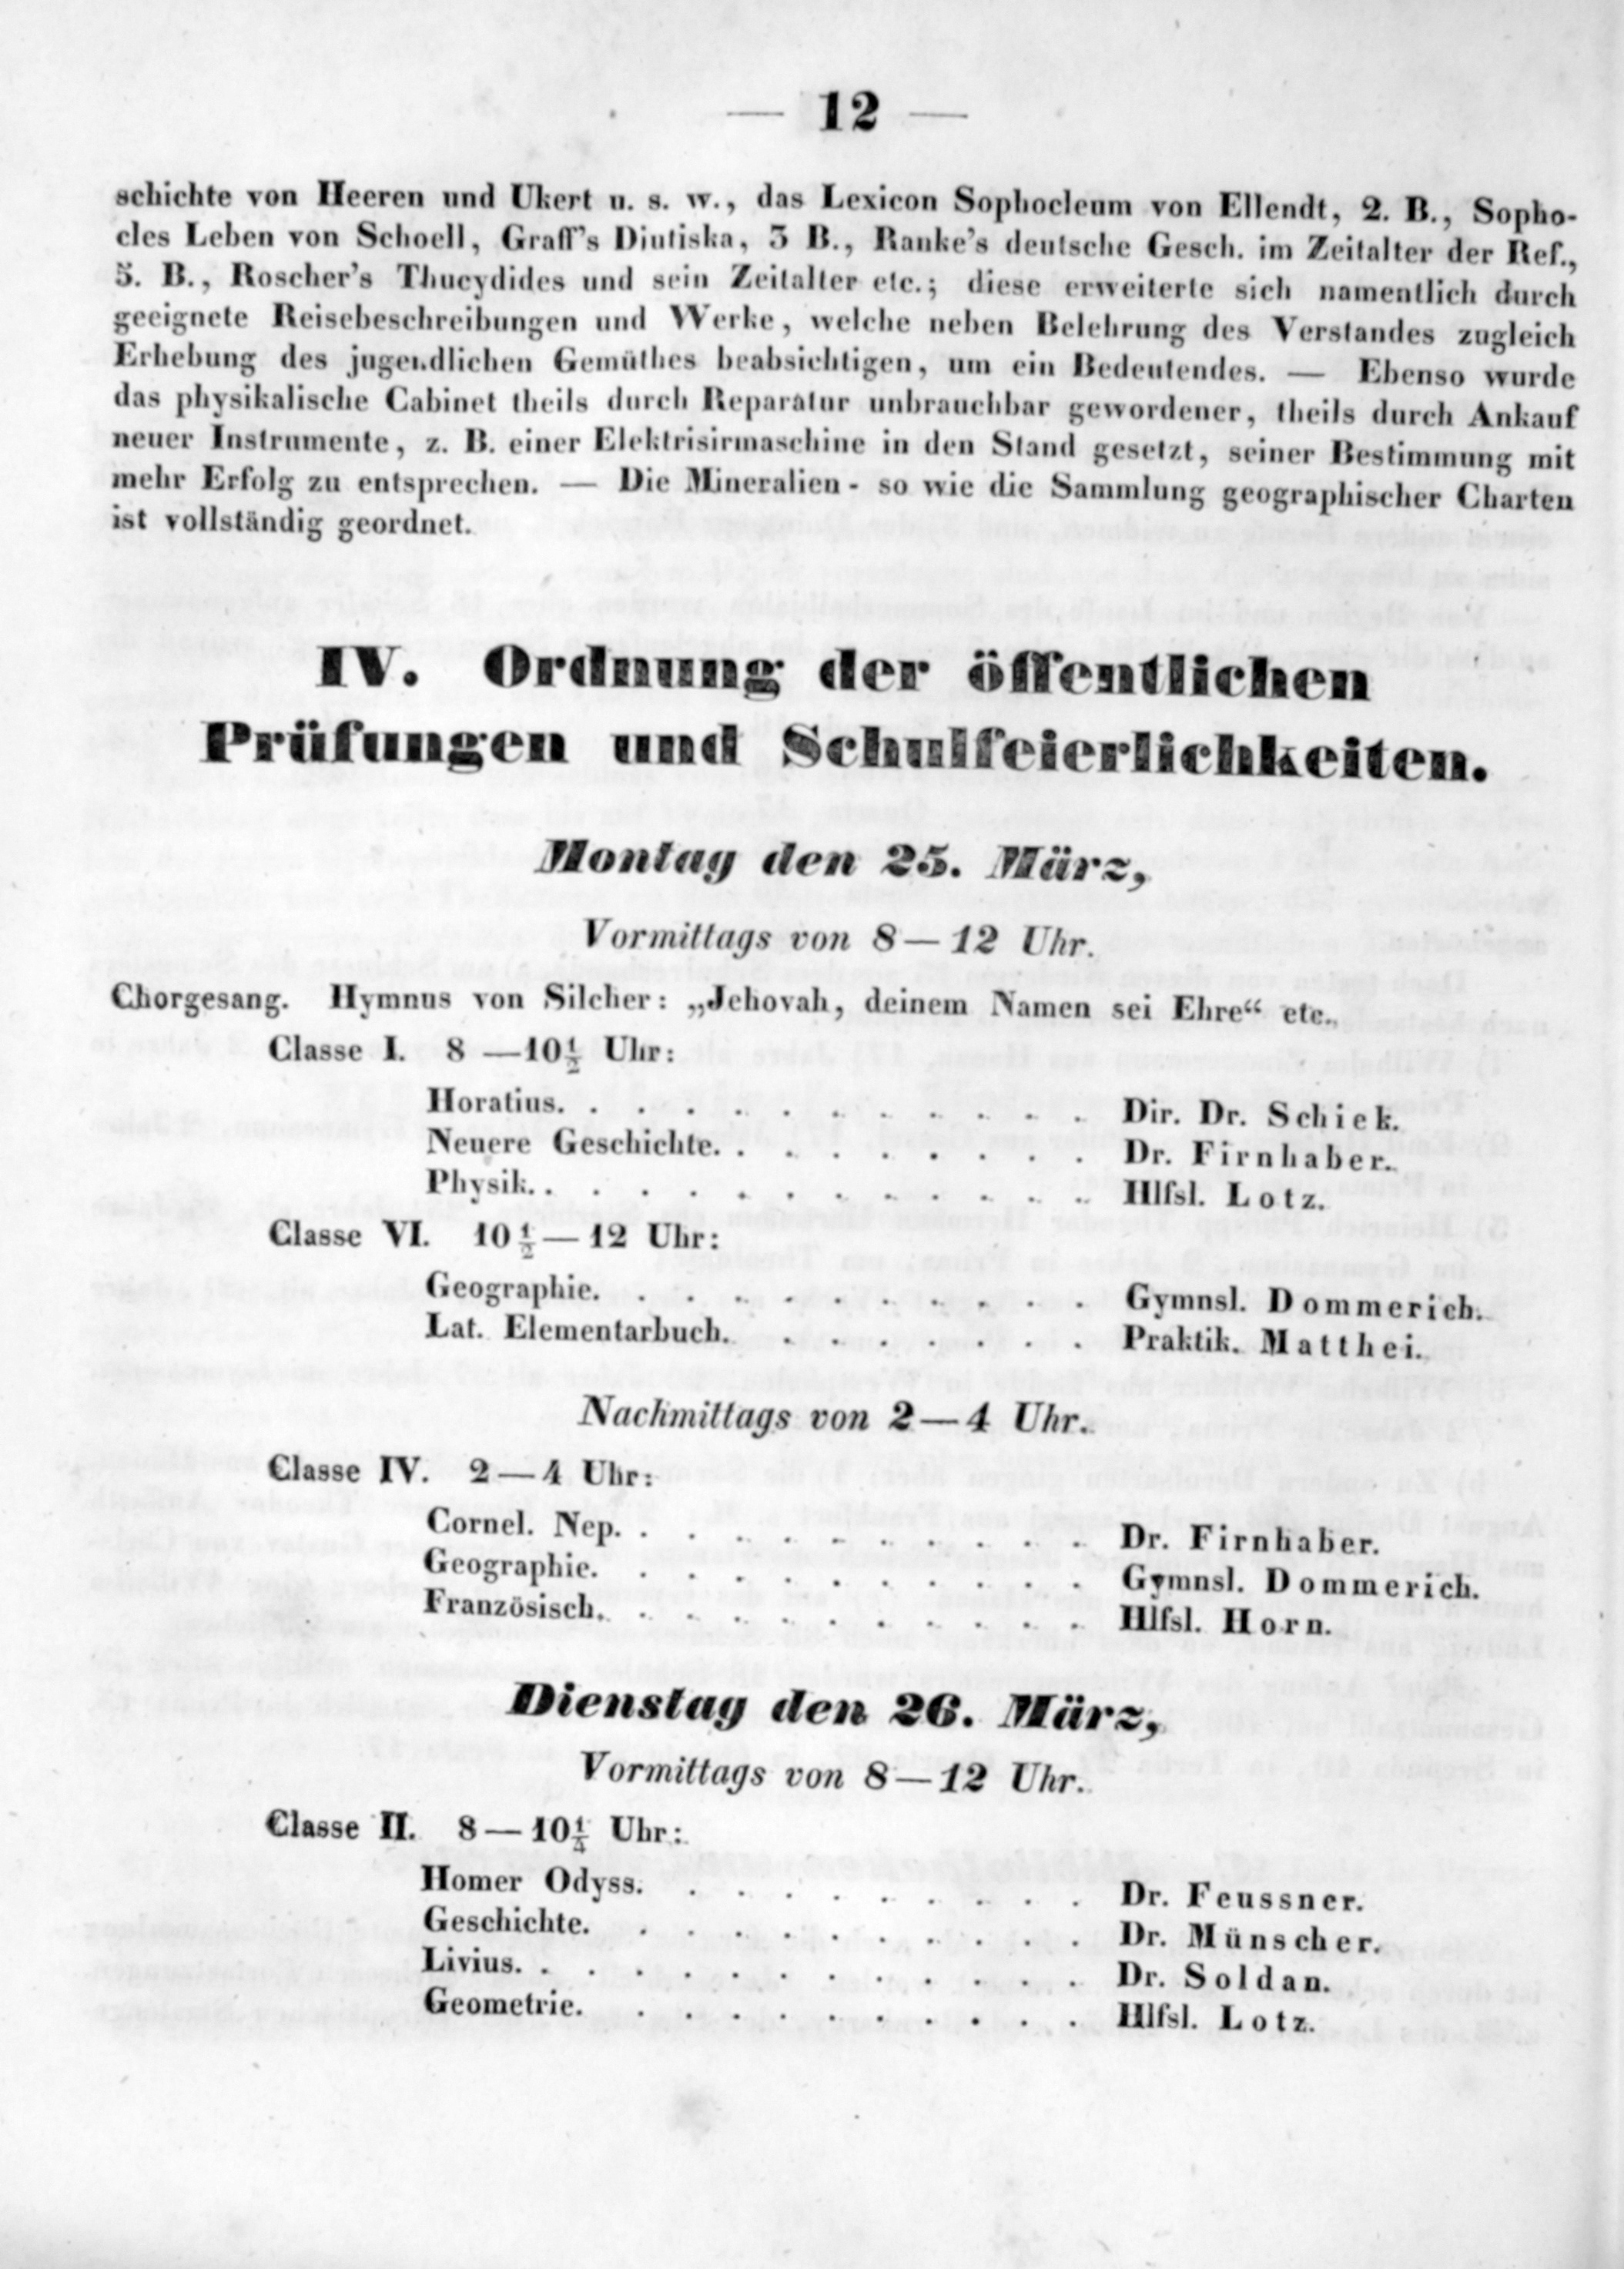 — 12 —
schichte von Heeren und Ukert u. s. w., das Lexicon Sophocleum von Ellendt, 2. B., Sopho-
cles Leben von Schoell, Graff's Diutiska, 3 B., Ranke's deutsche Gesch. im Zeitalter der Ref.,
5. B., Roscher's Thucydides und sein Zeitalter etc.; diese erweiterte sich namentlich durch
geeignete Reisebeschreibungen und Werke, welche neben Belehrung des Verstandes zugleich
Erhebung des jugendlichen Gemüthes beabsichtigen, um ein Bedeutendes. — Ebenso wurde
das physikalische Cabinet theils durch Reparatur unbrauchbar gewordener, theils durch Ankauf
neuer Instrumente, z. B. einer Elektrisirmaschine in den Stand gesetzt, seiner Bestimmung mit
mehr Erfolg zu entsprechen. — Die Mineralien- so wie die Sammlung geographischer Charten
ist vollständig geordnet.
IV. Ordnung der öffentlichen
Prüfungen und Schulfeierlichkeiten.
Montag den 25. März,
Vormittags von 8—12 Uhr.
Chorgesang. Hymnus von Silcher: „Jehovah, deinem Namen sei Ehre“ etc.
Classe I. 8 —10½ Uhr:
Horatius. . . . . . . . . . . . Dir. Dr. Schiek.
Neuere Geschichte. . . . . . . . . Dr. Firnhaber.
Physik. . . . . . . . . . . . . Hlfsl. Lotz.
Classe VI. 10½—12 Uhr:
Geographie. . . . . . . . . . . Gymnsl. Dommerich.
Lat. Elementarbuch. . . . . . . . Praktik. Matthei.
Nachmittags von 2—4 Uhr.
Classe IV. 2—4 Uhr:
Cornel. Nep. . . . . . . . . . . Dr. Firnhaber.
Geographie. . . . . . . . . . . Gymnsl. Dommerich.
Französisch. . . . . . . . . . . Hlfsl. Horn.
Dienstag den 26. März,
Vormittags von 8—12 Uhr.
Classe II. 8—10¼ Uhr:
Homer Odyss. . . . . . . . . . Dr. Feussner.
Geschichte. . . . . . . . . . . Dr. Münscher.
Livius. . . . . . . . . . . . . Dr. Soldan.
Geometrie. . . . . . . . . . . Hlfsl. Lotz.